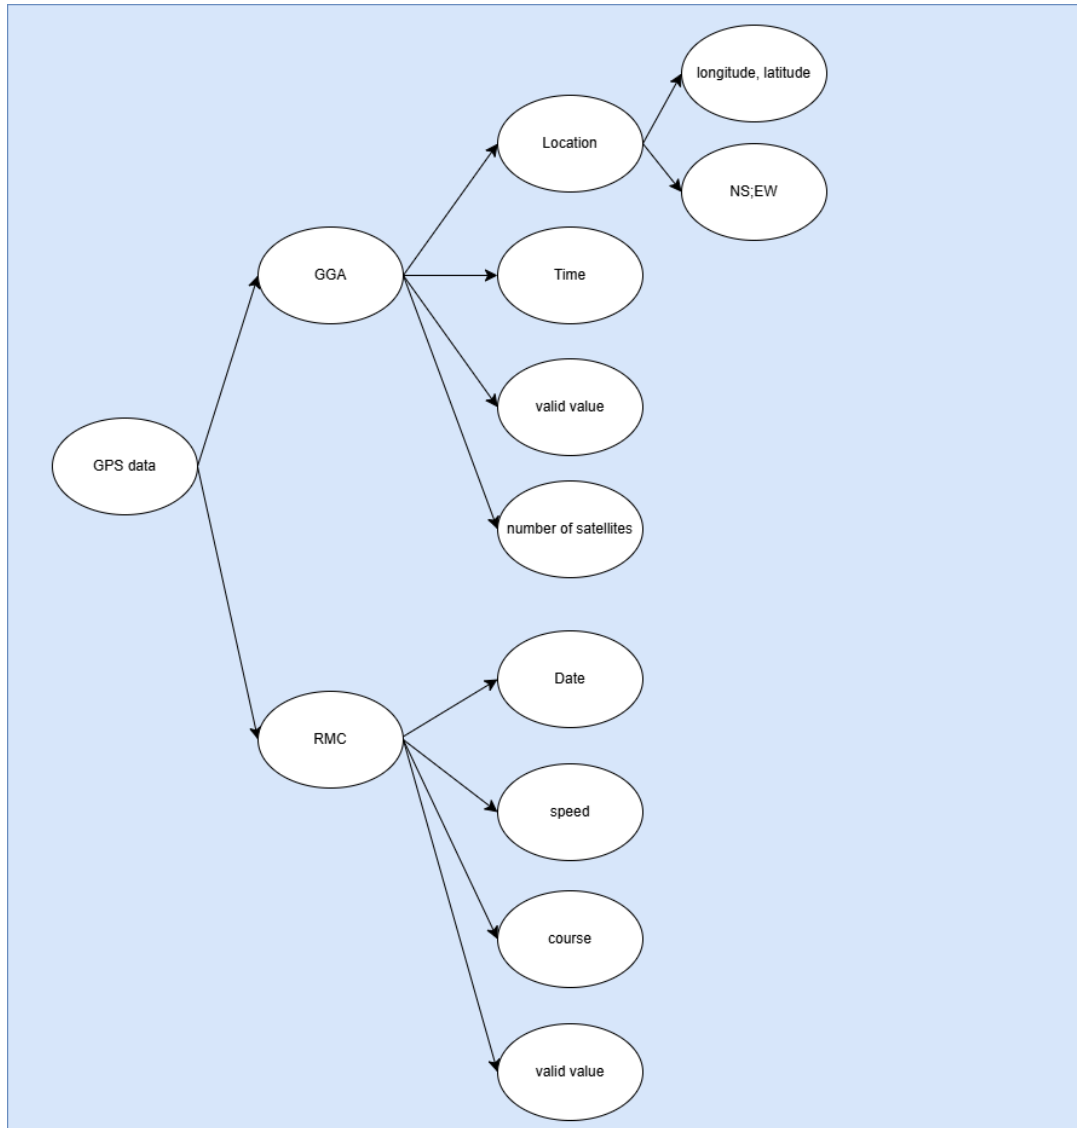 longitude, latitude
Location
NS;EW
GGA
Time
valid value
GPS data
number of satellites
Date
RMC
speed
course
valid value